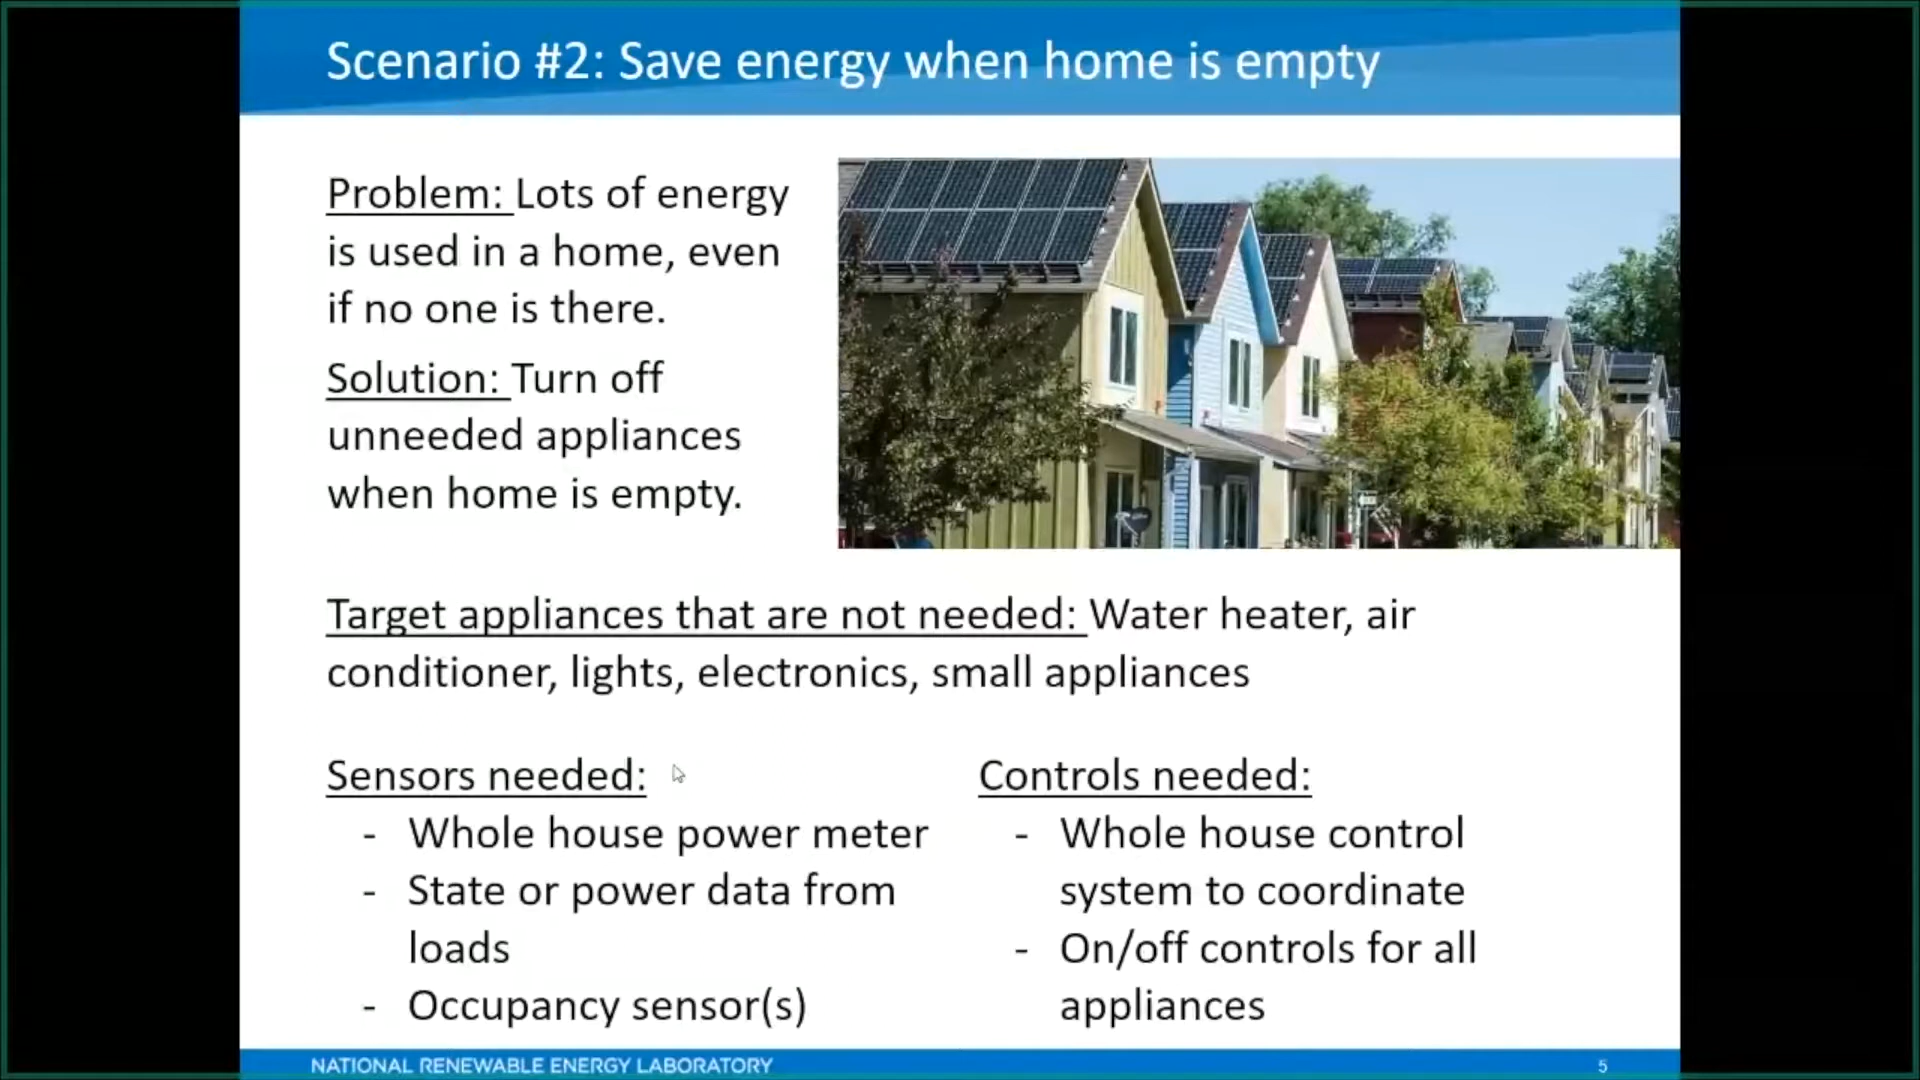 Scenario #2: Save energy when home is empty
Problem: Lots of energy
is used in a home, even
if no one is there.
Solution: Turn off
unneeded appliances
when home is empty.
Target appliances that are not needed: Water heater, air
conditioner, lights, electronics, small appliances
Sensors needed:
- Whole house power meter
- State or power data from
loads
- Occupancy sensor(s)
Controls needed:
- Whole house control
system to coordinate
- On/off controls for all
appliances
NATIONAL RENEWABLE ENERGY LABORATORY
5